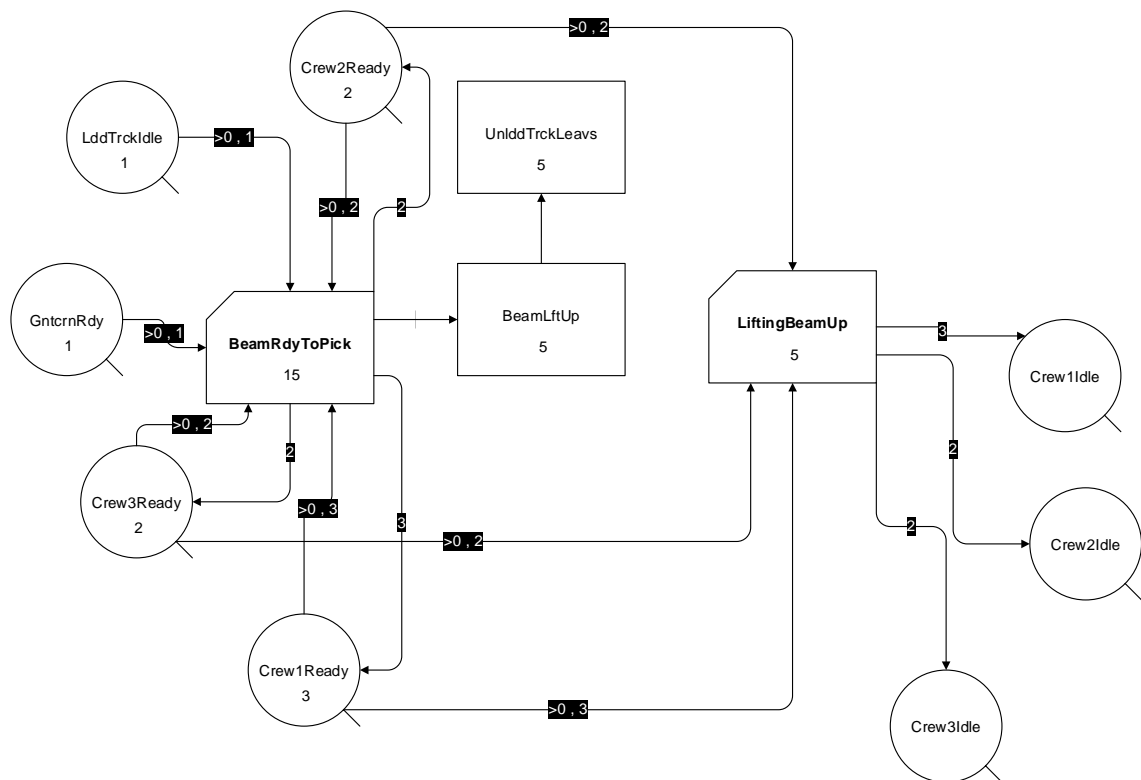 >0 , 2
Crew2Ready
2
LddTrckIdle
1
>0 , 1
UnlddTrckLeavs
5
>0 , 2
2
GntcrnRdy
1
>0 , 1
BeamRdyToPick
15
BeamLftUp
5
LiftingBeamUp
5
3
Crew1Idle
>0 , 2
2
2
Crew3Ready
2
>0 , 3
3
>0 , 2
2
Crew2Idle
Crew1Ready
3
>0 , 3
Crew3Idle